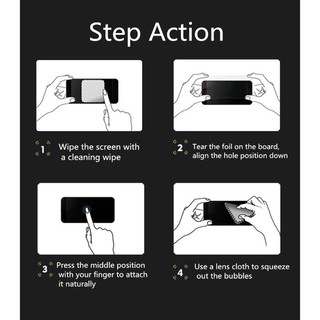 Step Action
1 Wipe the screen with
a cleaning wipe
2 Tear the foil on the board,
align the hole position down
3 Press the middle position
with your finger to attach
it naturally
4 Use a lens cloth to squeeze
out the bubbles